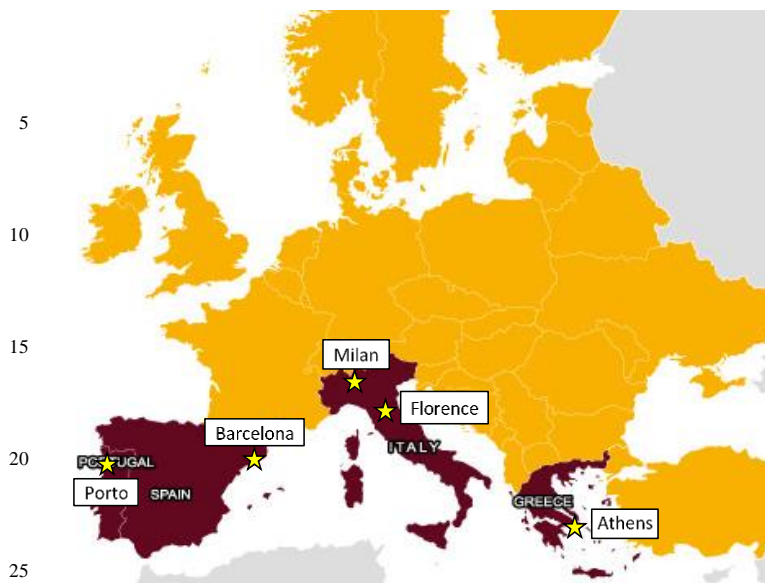 5
10
15
Milan
Florence
ITALY
Barcelona
20
PORTUGAL
Porto
SPAIN
GREECE
Athens
25